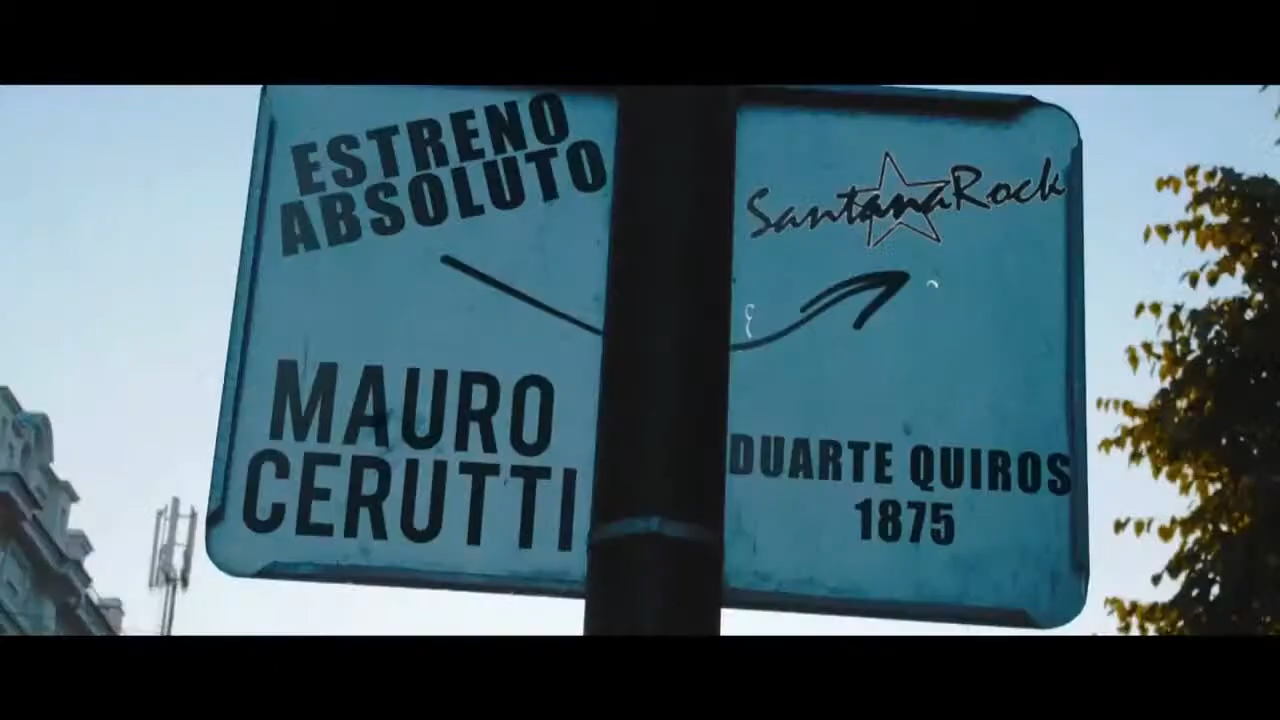 ESTRENO
ABSOLUTO
MAURO
CERUTTI
SantanaRock
DUARTE QUIROS
1875